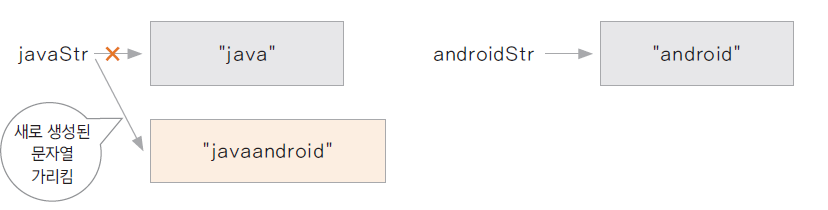 javaStr
"java"
androidStr
"android"
새로 생성된
문자열
가리킴
"javaandroid"